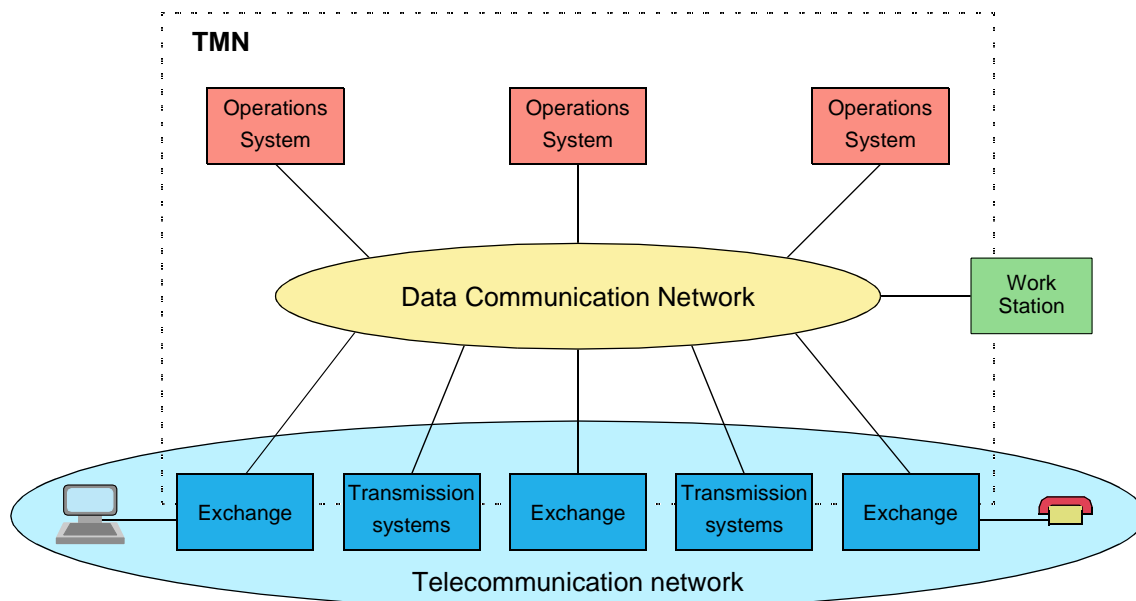 TMN
Operations
System
Operations
System
Operations
System
Data Communication Network
Work
Station
Exchange
Transmission
systems
Exchange
Transmission
systems
Exchange
Telecommunication network